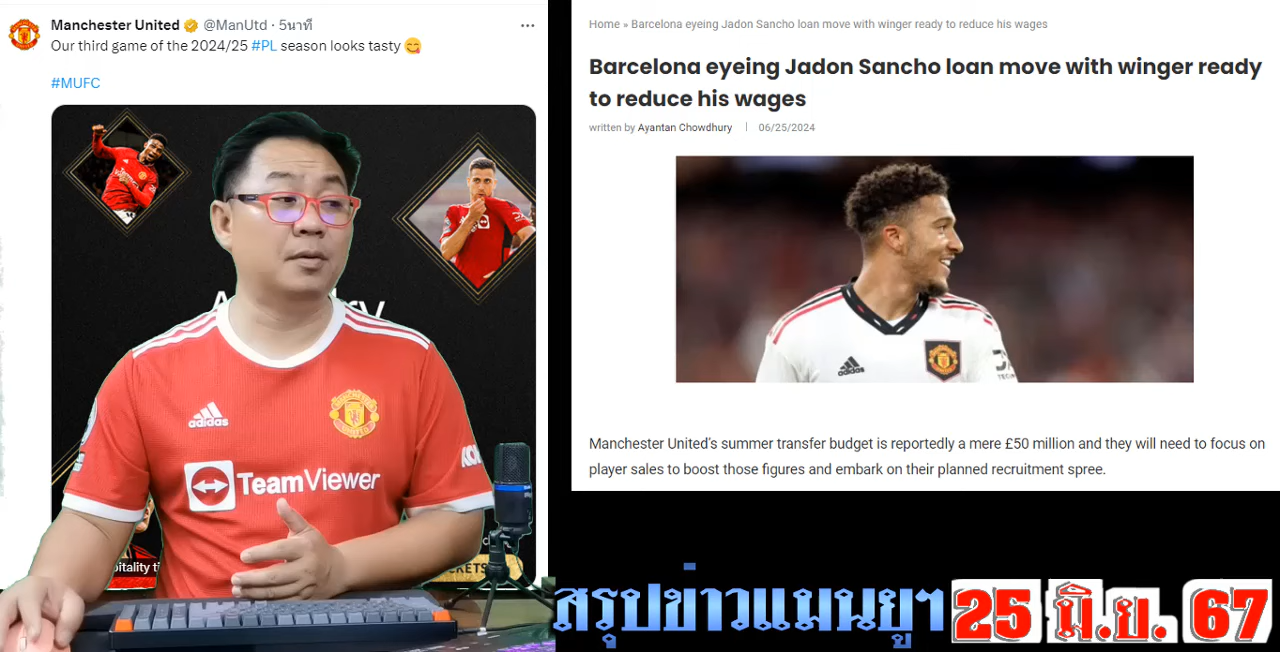 Manchester United @ManUtd · 5นาที
Our third game of the 2024/25 #PL season looks tasty 😋
#MUFC
adidas
TeamViewer
Home » Barcelona eyeing Jadon Sancho loan move with winger ready to reduce his wages
Barcelona eyeing Jadon Sancho loan move with winger ready
to reduce his wages
written by Ayantan Chowdhury | 06/25/2024
adidas
Manchester United's summer transfer budget is reportedly a mere £50 million and they will need to focus on
player sales to boost those figures and embark on their planned recruitment spree.
สรุปข่าวแมนยูฯ 25 มิ.ย. 67